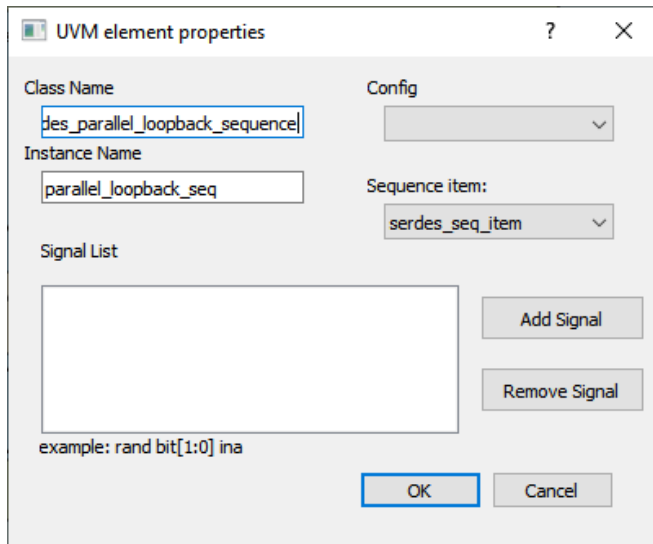 UVM element properties
Class Name
des_parallel_loopback_sequence
Config
Instance Name
parallel_loopback_seq
Sequence item:
serdes_seq_item
Signal List
Add Signal
Remove Signal
example: rand bit[1:0] ina
OK
Cancel